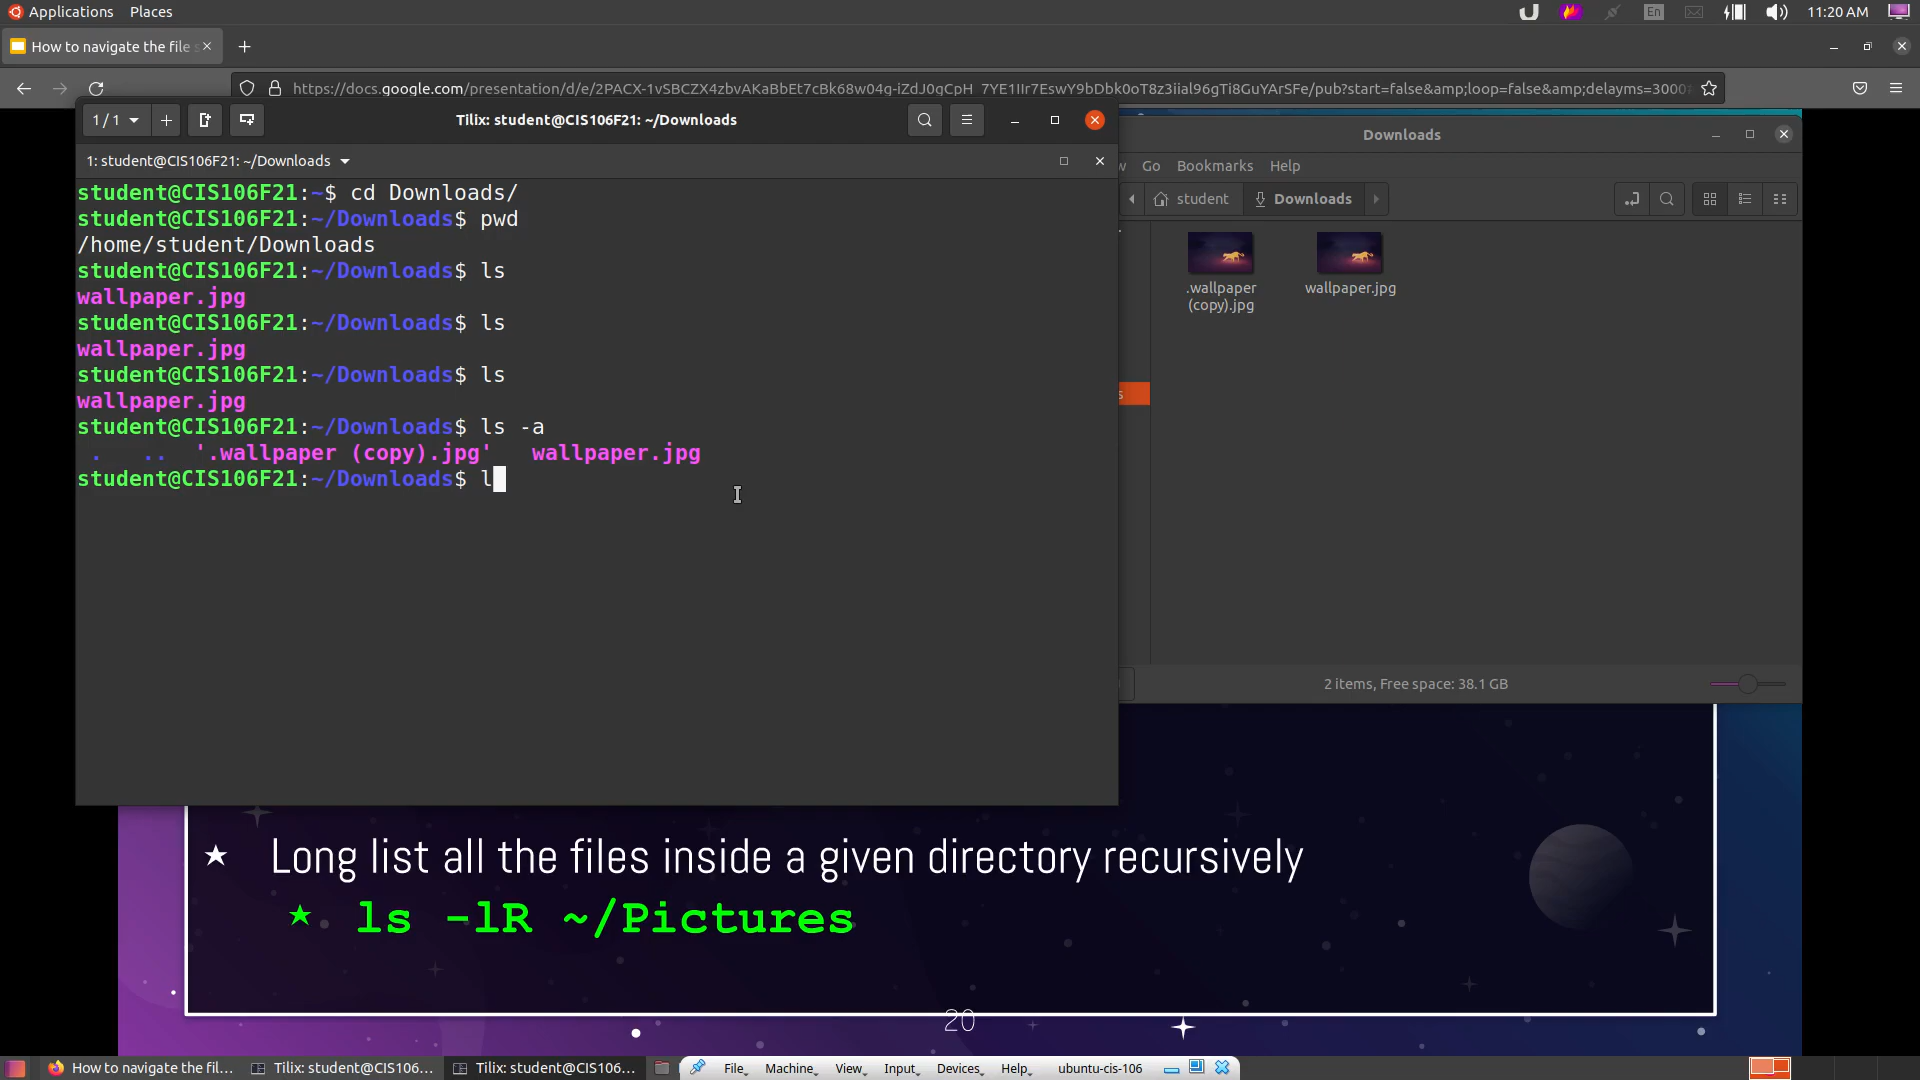 Applications Places
En
11:20 AM
How to navigate the file s
https://docs.google.com/presentation/d/e/2PACX-1vSBCZX4zbvAKaBbEt7cBk68w04g-iZdJ0gCpH_7YE1IIr7EswY9bDbk0oT8z3iial96gTi8GuYArSFe/pub?start=false&amp;loop=false&amp;delayms=3000
1 / 1
Tilix: student@CIS106F21: ~/Downloads
1: student@CIS106F21: ~/Downloads
student@CIS106F21:~$ cd Downloads/
student@CIS106F21:~/Downloads$ pwd
/home/student/Downloads
student@CIS106F21:~/Downloads$ ls
wallpaper.jpg
student@CIS106F21:~/Downloads$ ls
wallpaper.jpg
student@CIS106F21:~/Downloads$ ls
wallpaper.jpg
student@CIS106F21:~/Downloads$ ls -a
. .. '.wallpaper (copy).jpg' wallpaper.jpg
student@CIS106F21:~/Downloads$ l
Downloads
Go Bookmarks Help
student Downloads
.wallpaper
(copy).jpg
wallpaper.jpg
2 items, Free space: 38.1 GB
Long list all the files inside a given directory recursively
ls -lR ~/Pictures
20
How to navigate the fil...
Tilix: student@CIS106...
Tilix: student@CIS106...
File Machine View Input Devices Help ubuntu-cis-106